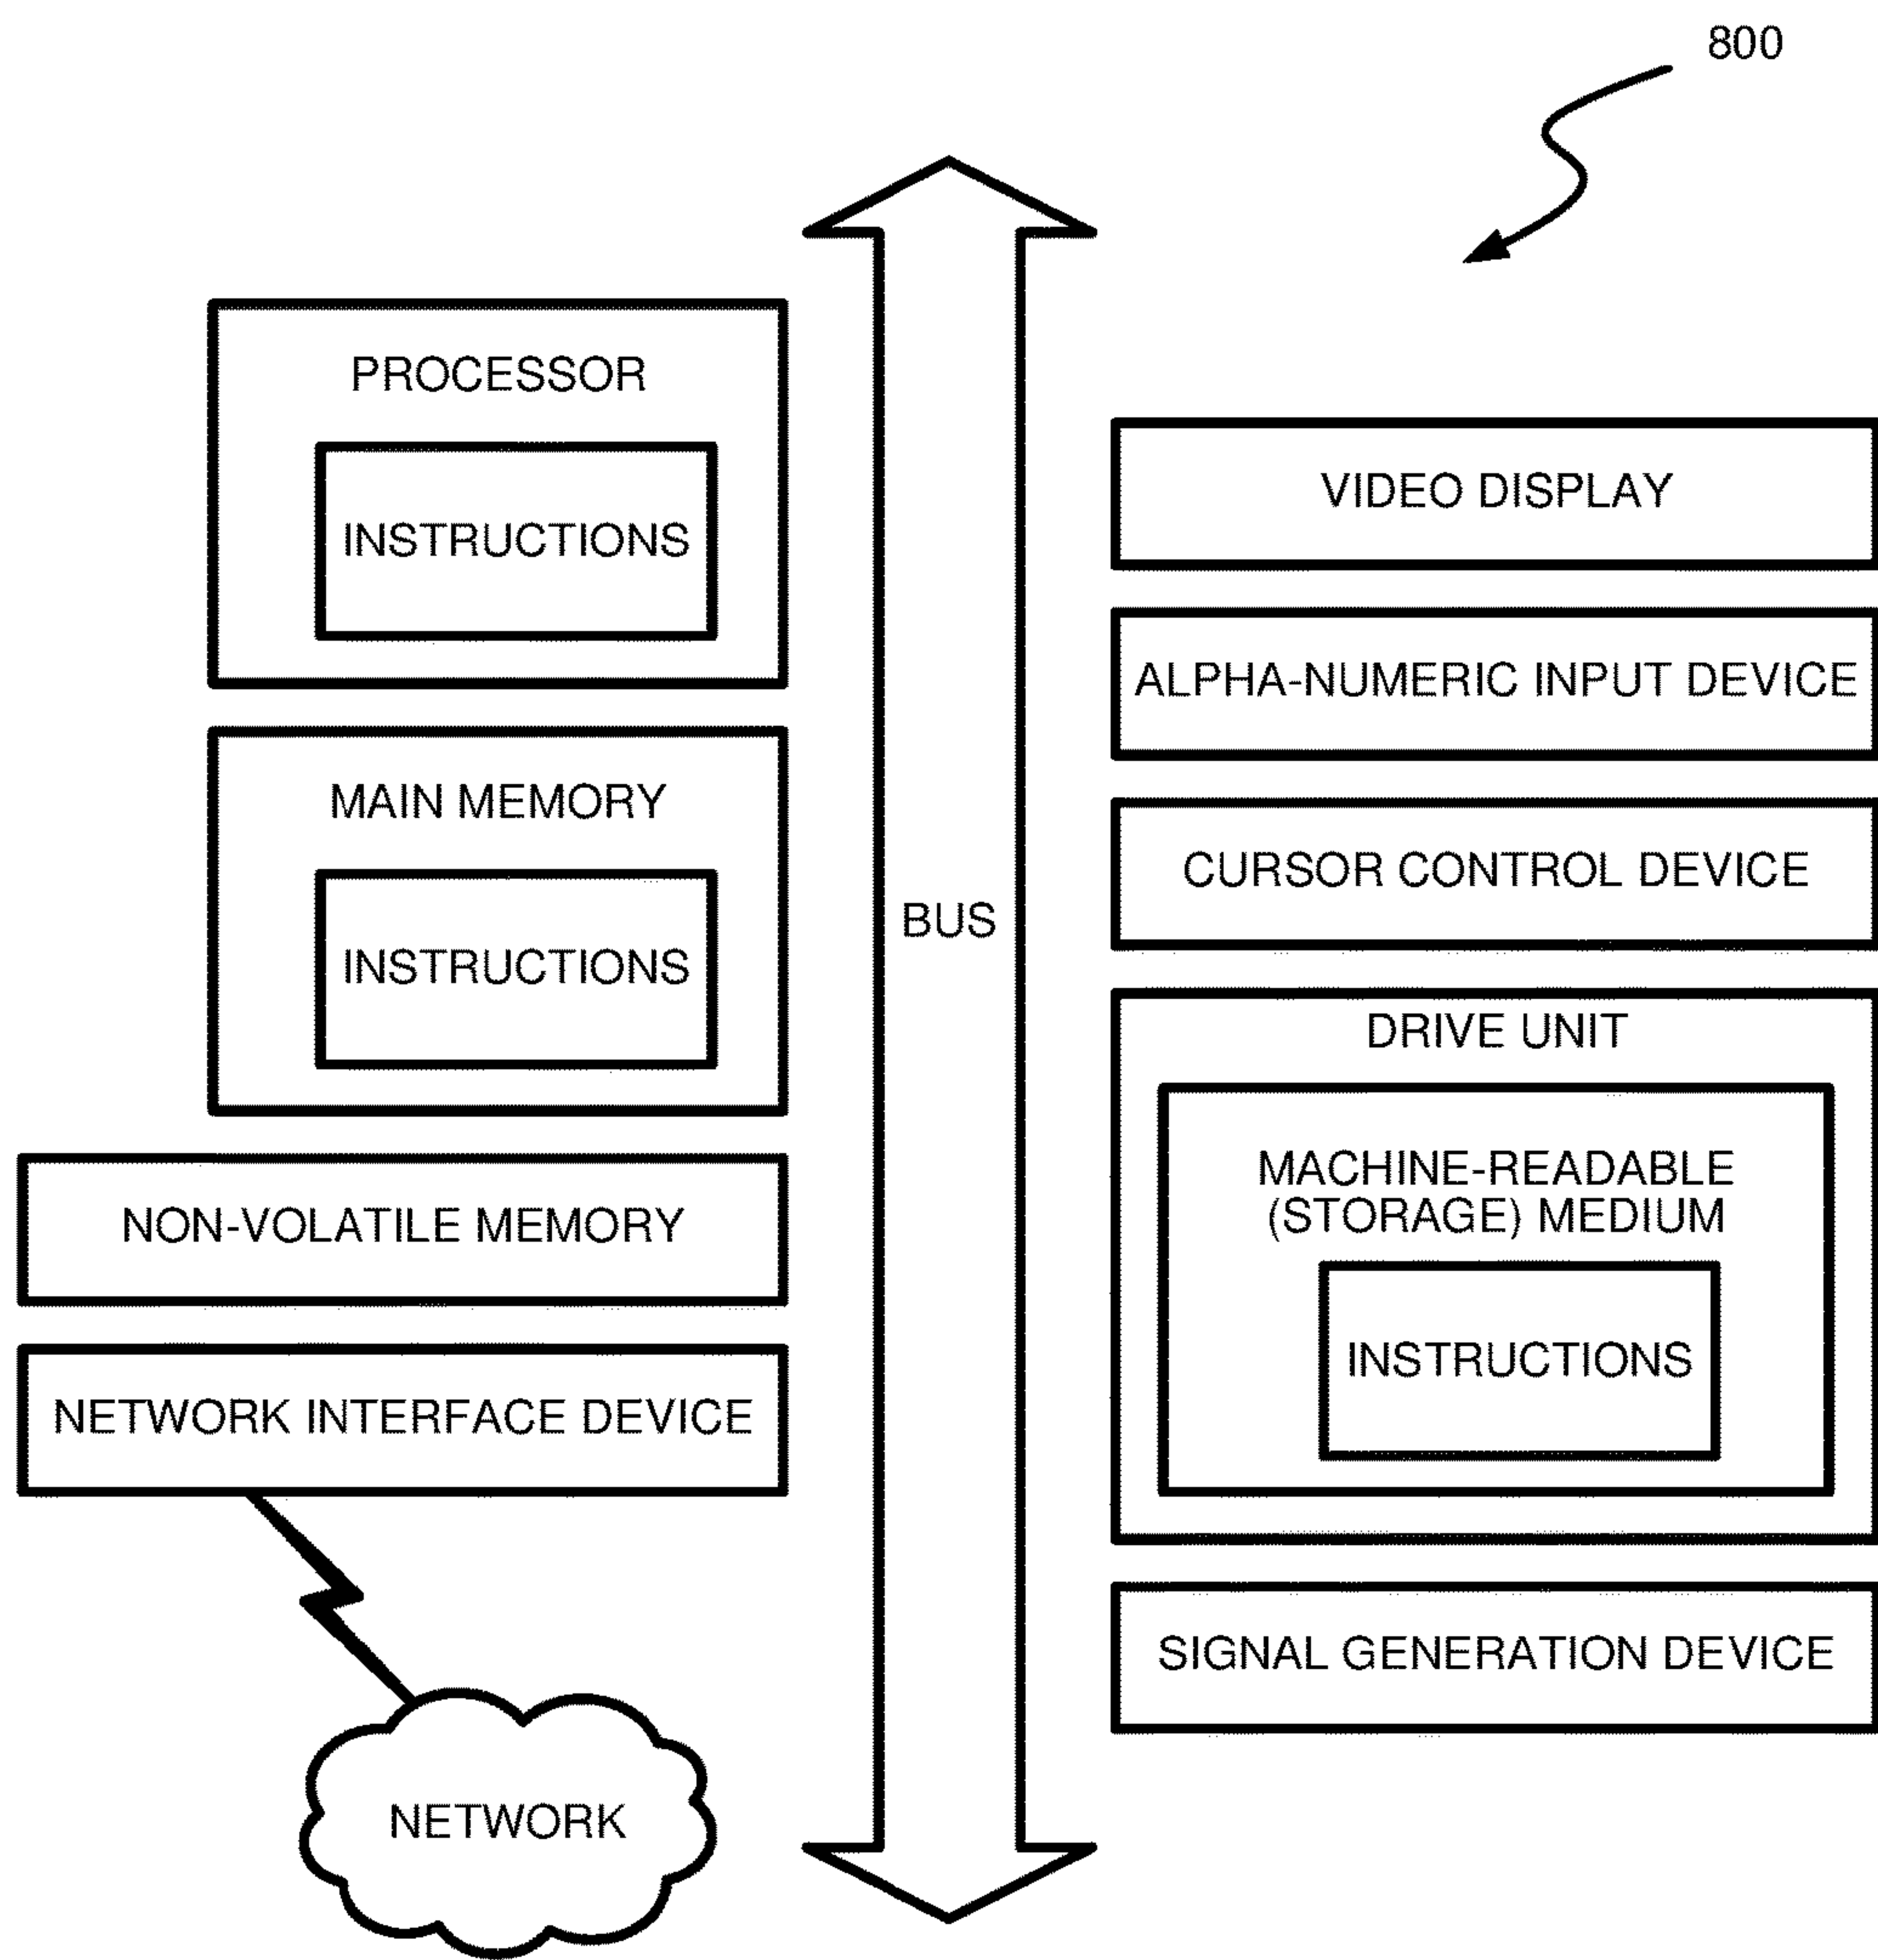 800
PROCESSOR
INSTRUCTIONS
MAIN MEMORY
INSTRUCTIONS
NON-VOLATILE MEMORY
NETWORK INTERFACE DEVICE
NETWORK
BUS
VIDEO DISPLAY
ALPHA-NUMERIC INPUT DEVICE
CURSOR CONTROL DEVICE
DRIVE UNIT
MACHINE-READABLE
(STORAGE) MEDIUM
INSTRUCTIONS
SIGNAL GENERATION DEVICE